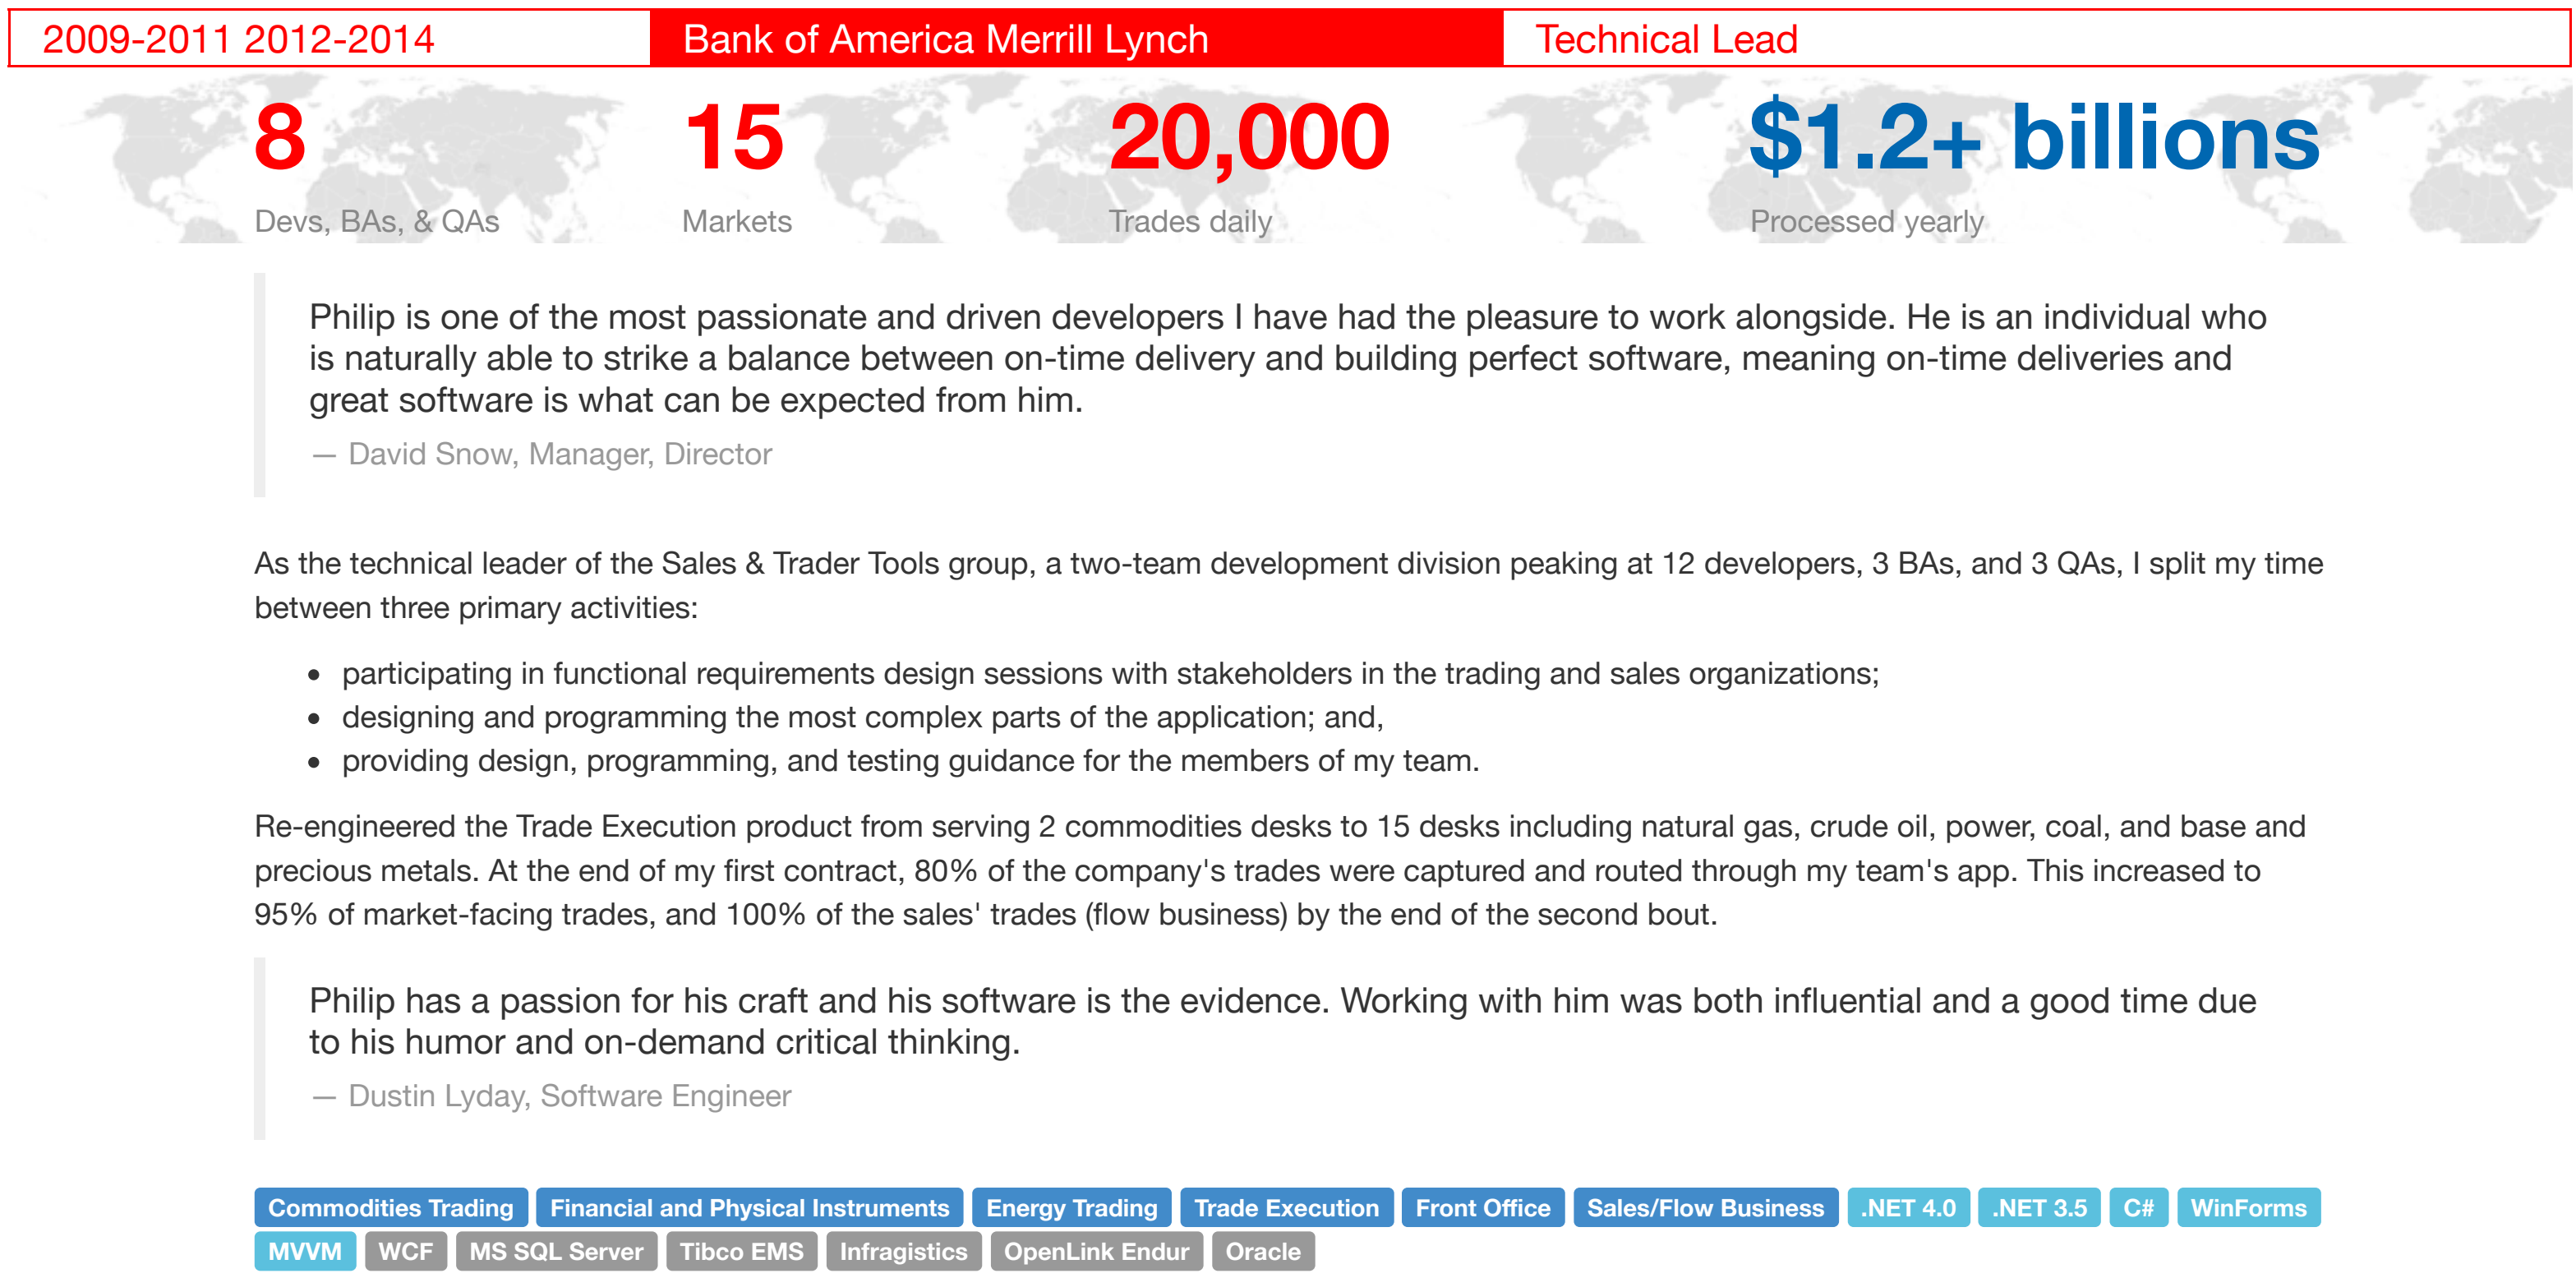 2009-2011 2012-2014 Bank of America Merrill Lynch Technical Lead
8 15 20,000 $1.2+ billions
Devs, BAs, & QAs Markets Trades daily Processed yearly
Philip is one of the most passionate and driven developers I have had the pleasure to work alongside. He is an individual who
is naturally able to strike a balance between on-time delivery and building perfect software, meaning on-time deliveries and
great software is what can be expected from him.
— David Snow, Manager, Director
As the technical leader of the Sales & Trader Tools group, a two-team development division peaking at 12 developers, 3 BAs, and 3 QAs, I split my time
between three primary activities:
• participating in functional requirements design sessions with stakeholders in the trading and sales organizations;
• designing and programming the most complex parts of the application; and,
• providing design, programming, and testing guidance for the members of my team.
Re-engineered the Trade Execution product from serving 2 commodities desks to 15 desks including natural gas, crude oil, power, coal, and base and
precious metals. At the end of my first contract, 80% of the company's trades were captured and routed through my team's app. This increased to
95% of market-facing trades, and 100% of the sales' trades (flow business) by the end of the second bout.
Philip has a passion for his craft and his software is the evidence. Working with him was both influential and a good time due
to his humor and on-demand critical thinking.
— Dustin Lyday, Software Engineer
Commodities Trading Financial and Physical Instruments Energy Trading Trade Execution Front Office Sales/Flow Business .NET 4.0 .NET 3.5 C# WinForms
MVVM WCF MS SQL Server Tibco EMS Infragistics OpenLink Endur Oracle